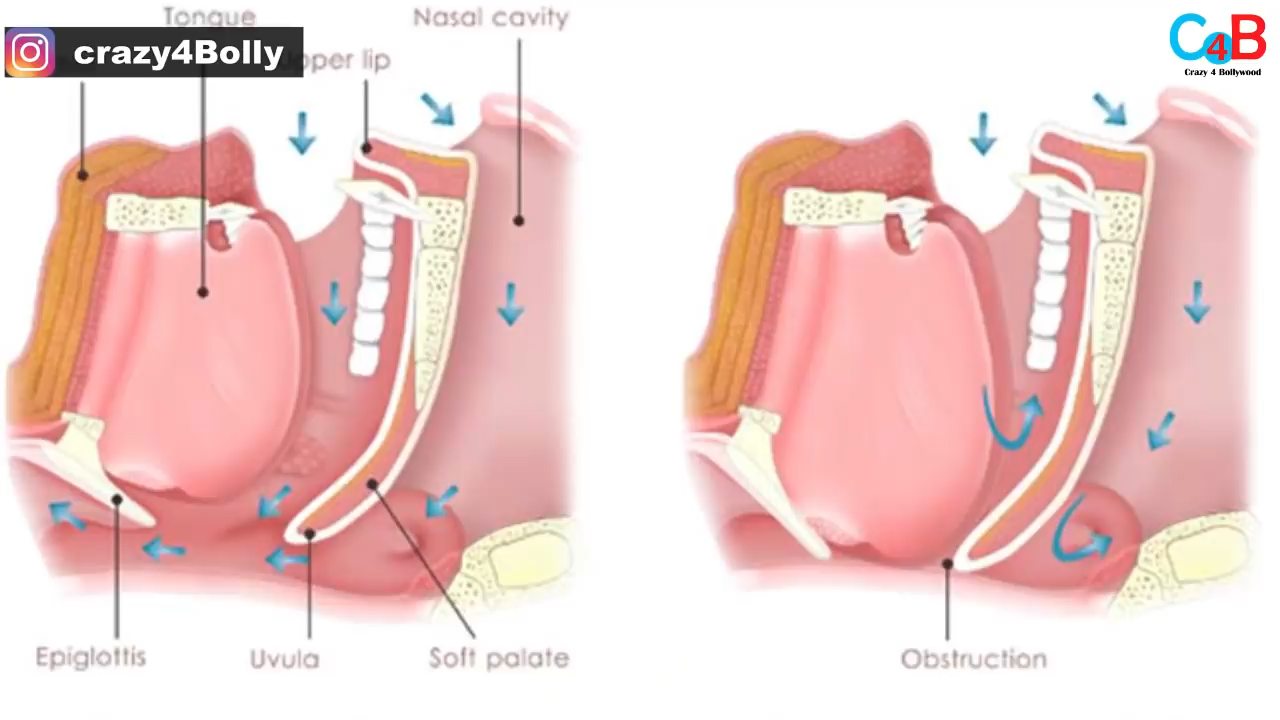 Tongue
Nasal cavity
crazy4Bolly
Upper lip
C4B
Crazy 4 Bollywood
Epiglottis
Uvula
Soft palate
Obstruction